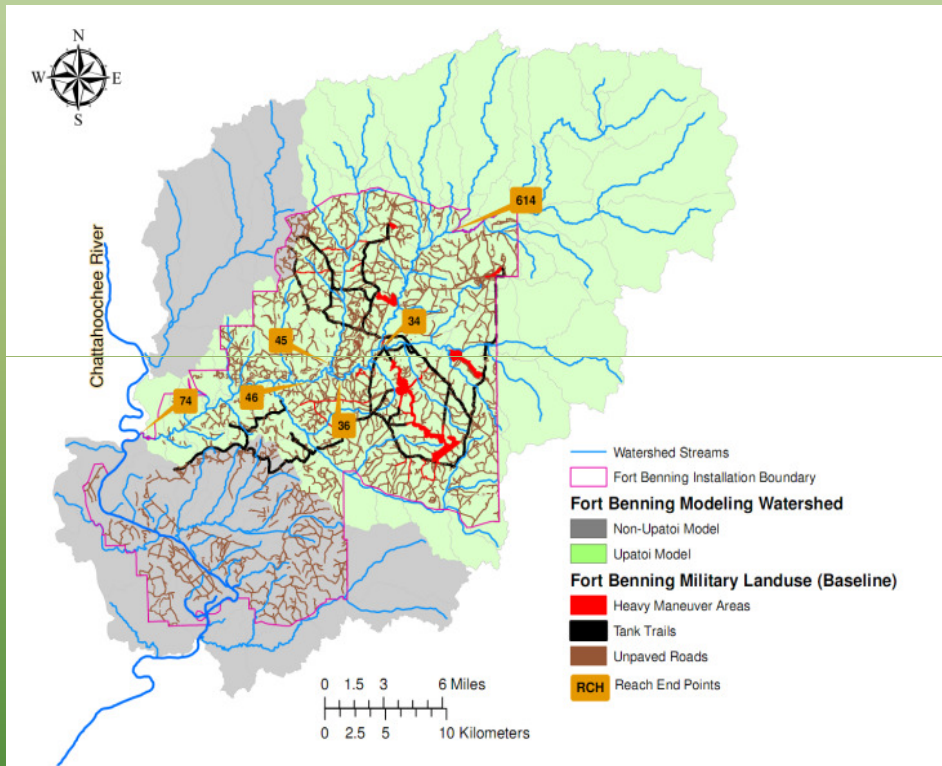 N
W E
S
614
Chattahoochee River
34
45
46
74
36
Watershed Streams
Fort Benning Installation Boundary
Fort Benning Modeling Watershed
Non-Upatoi Model
Upatoi Model
Fort Benning Military Landuse (Baseline)
Heavy Maneuver Areas
Tank Trails
Unpaved Roads
RCH Reach End Points
0 1.5 3 6 Miles
0 2.5 5 10 Kilometers